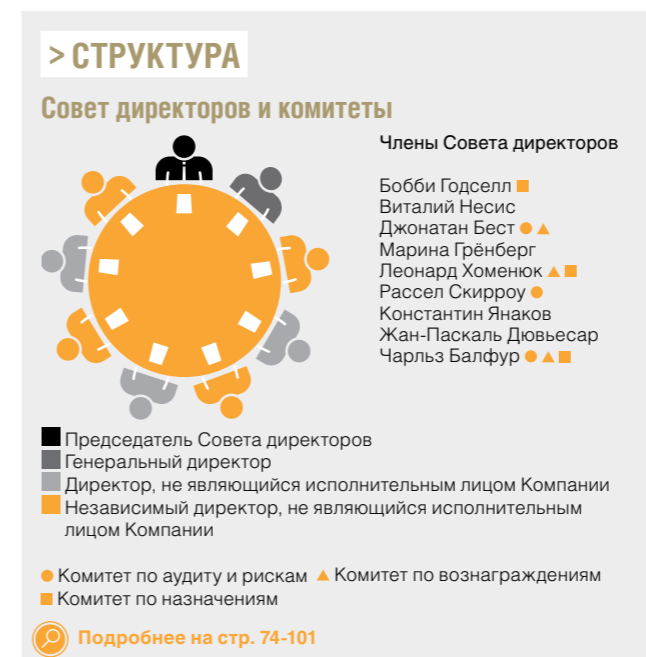 > СТРУКТУРА
Совет директоров и комитеты
Члены Совета директоров
Бобби Годселл ■
Виталий Несис
Джонатан Бест ● ▲
Марина Грёнберг
Леонард Хоменюк ▲ ■
Рассел Скирроу ●
Константин Янаков
Жан-Паскаль Дювьесар
Чарльз Балфур ● ▲ ■
Председатель Совета директоров
Генеральный директор
Директор, не являющийся исполнительным лицом Компании
Независимый директор, не являющийся исполнительным
лицом Компании
● Комитет по аудиту и рискам ▲ Комитет по вознаграждениям
■ Комитет по назначениям
Подробнее на стр. 74-101